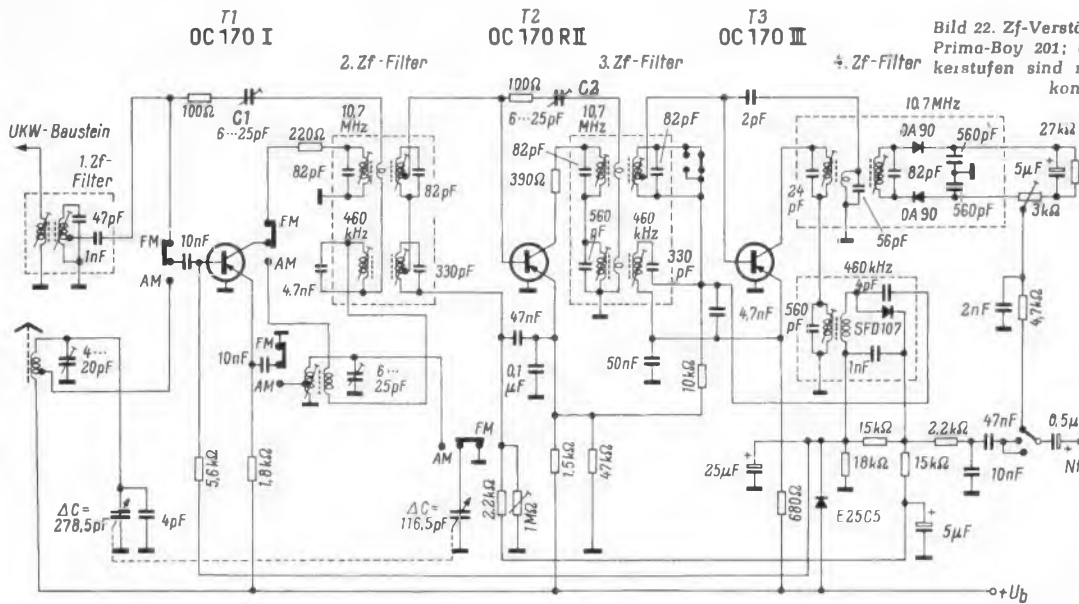 T1
OC 170 I
T2
OC 170 R II
T3
OC 170 III
Bild 22. Zf-Verstä
Prima-Boy 201;
kerstufen sind
kon
2. Zf-Filter
3. Zf-Filter
4. Zf-Filter
UKW-Baustein
1. Zf-
Filter
47pF
1nF
100Ω
C1
6...25pF
220Ω
10,7
MHz
82pF
82pF
460
kHz
4.7nF
330pF
FM
10nF
AM
FM
AM
10nF
FM
AM
6...
25pF
4...
20pF
5,6kΩ
1,8kΩ
ΔC=
278,5pF
4pF
AM
FM
ΔC=
116,5pF
100Ω
C2
6...25pF
10,7
MHz
82pF
82pF
390Ω
560
pF
460
kHz
330
pF
47nF
0,1
µF
50nF
4,7nF
10kΩ
2,2kΩ
1MΩ
1,5kΩ
47kΩ
2pF
10.7MHz
0A90
560pF
24
pF
82pF
0A90
560pF
56pF
27kΩ
5µF
+
3kΩ
460kHz
4pF
560
pF
SFD107
1nF
2nF
4,7kΩ
25µF
+
680Ω
15kΩ
18kΩ
15kΩ
2.2kΩ
47nF
10nF
0,5µ
+
Nf
E25C5
5µF
+
+Ub